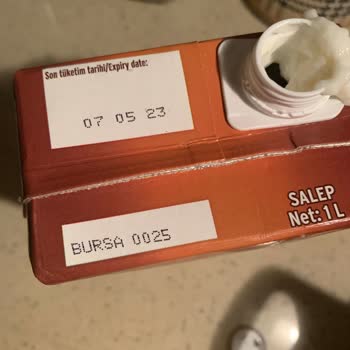 Son tüketim tarihi/Expiry date:
07 05 23
BURSA 0025
SALEP
Net: 1 L